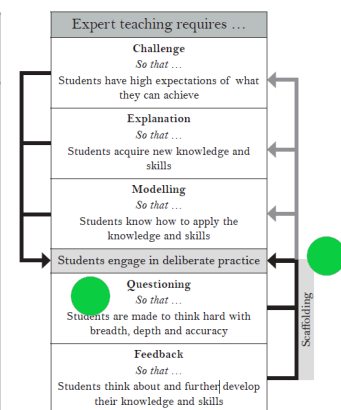 Expert teaching requires …
Challenge
So that …
Students have high expectations of what
they can achieve
Explanation
So that …
Students acquire new knowledge and
skills
Modelling
So that …
Students know how to apply the
knowledge and skills
Students engage in deliberate practice
Questioning
So that …
Students are made to think hard with
breadth, depth and accuracy
Feedback
So that …
Students think about and further develop
their knowledge and skills
Scaffolding